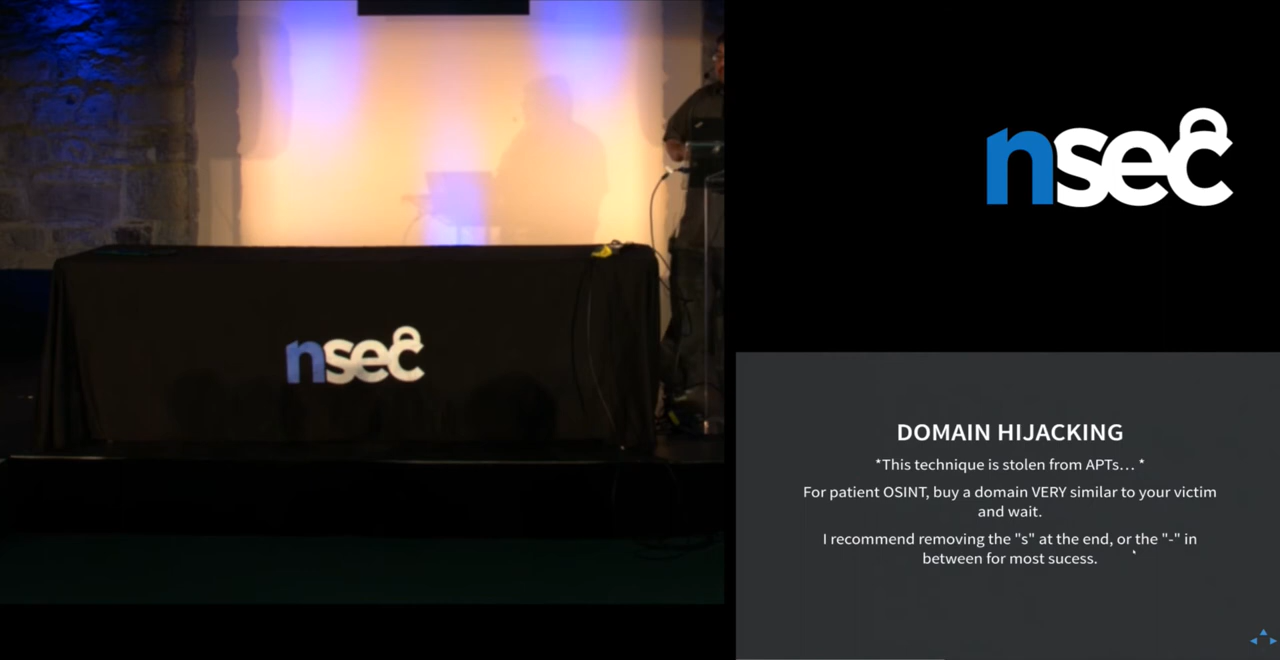 nsec
nsec
DOMAIN HIJACKING
*This technique is stolen from APTs... *
For patient OSINT, buy a domain VERY similar to your victim
and wait.
I recommend removing the "s" at the end, or the "-" in
between for most sucess.